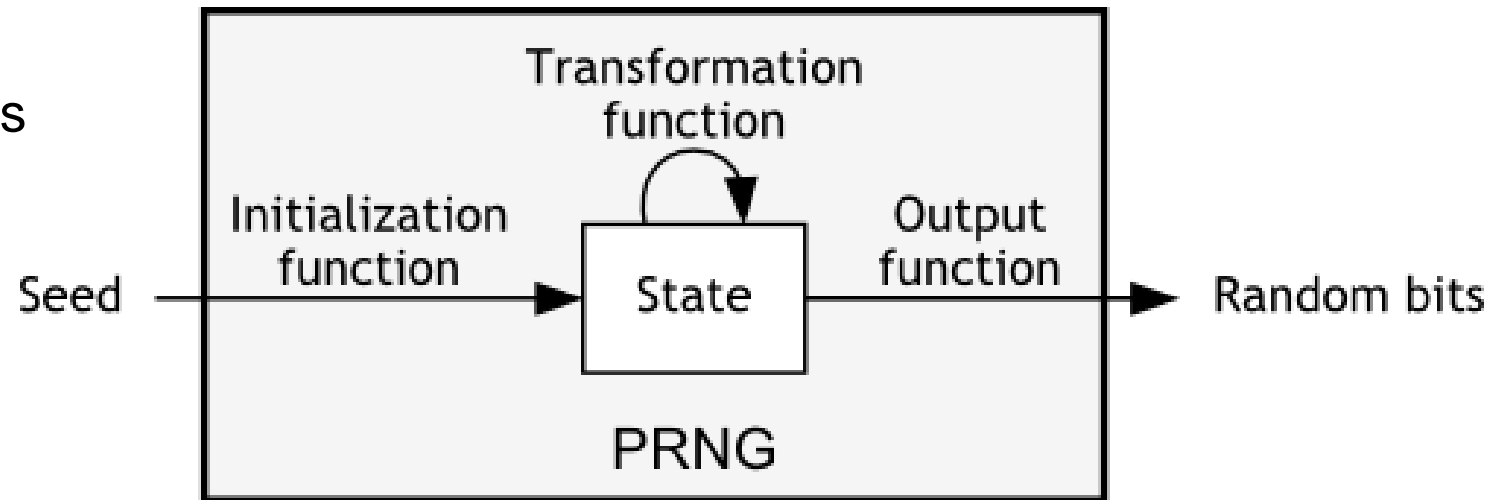 Transformation
function
s
Initialization
function
Output
function
Seed
State
Random bits
PRNG